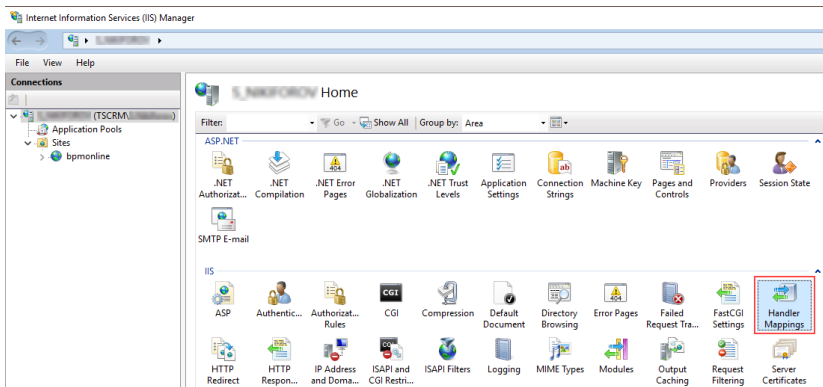 Internet Information Services (IIS) Manager
File View Help
Connections
Home
Filter: Go Show All Group by: Area
(TSCRM\ )
Application Pools
Sites
bpmonline
ASP.NET
.NET Authorizat... .NET Compilation .NET Error Pages .NET Globalization .NET Trust Levels Application Settings Connection Strings Machine Key Pages and Controls Providers Session State
SMTP E-mail
IIS
ASP Authentic... Authorizat... Rules CGI Compression Default Document Directory Browsing Error Pages Failed Request Tra... FastCGI Settings Handler Mappings
HTTP Redirect HTTP Respon... IP Address and Doma... ISAPI and CGI Restri... ISAPI Filters Logging MIME Types Modules Output Caching Request Filtering Server Certificates